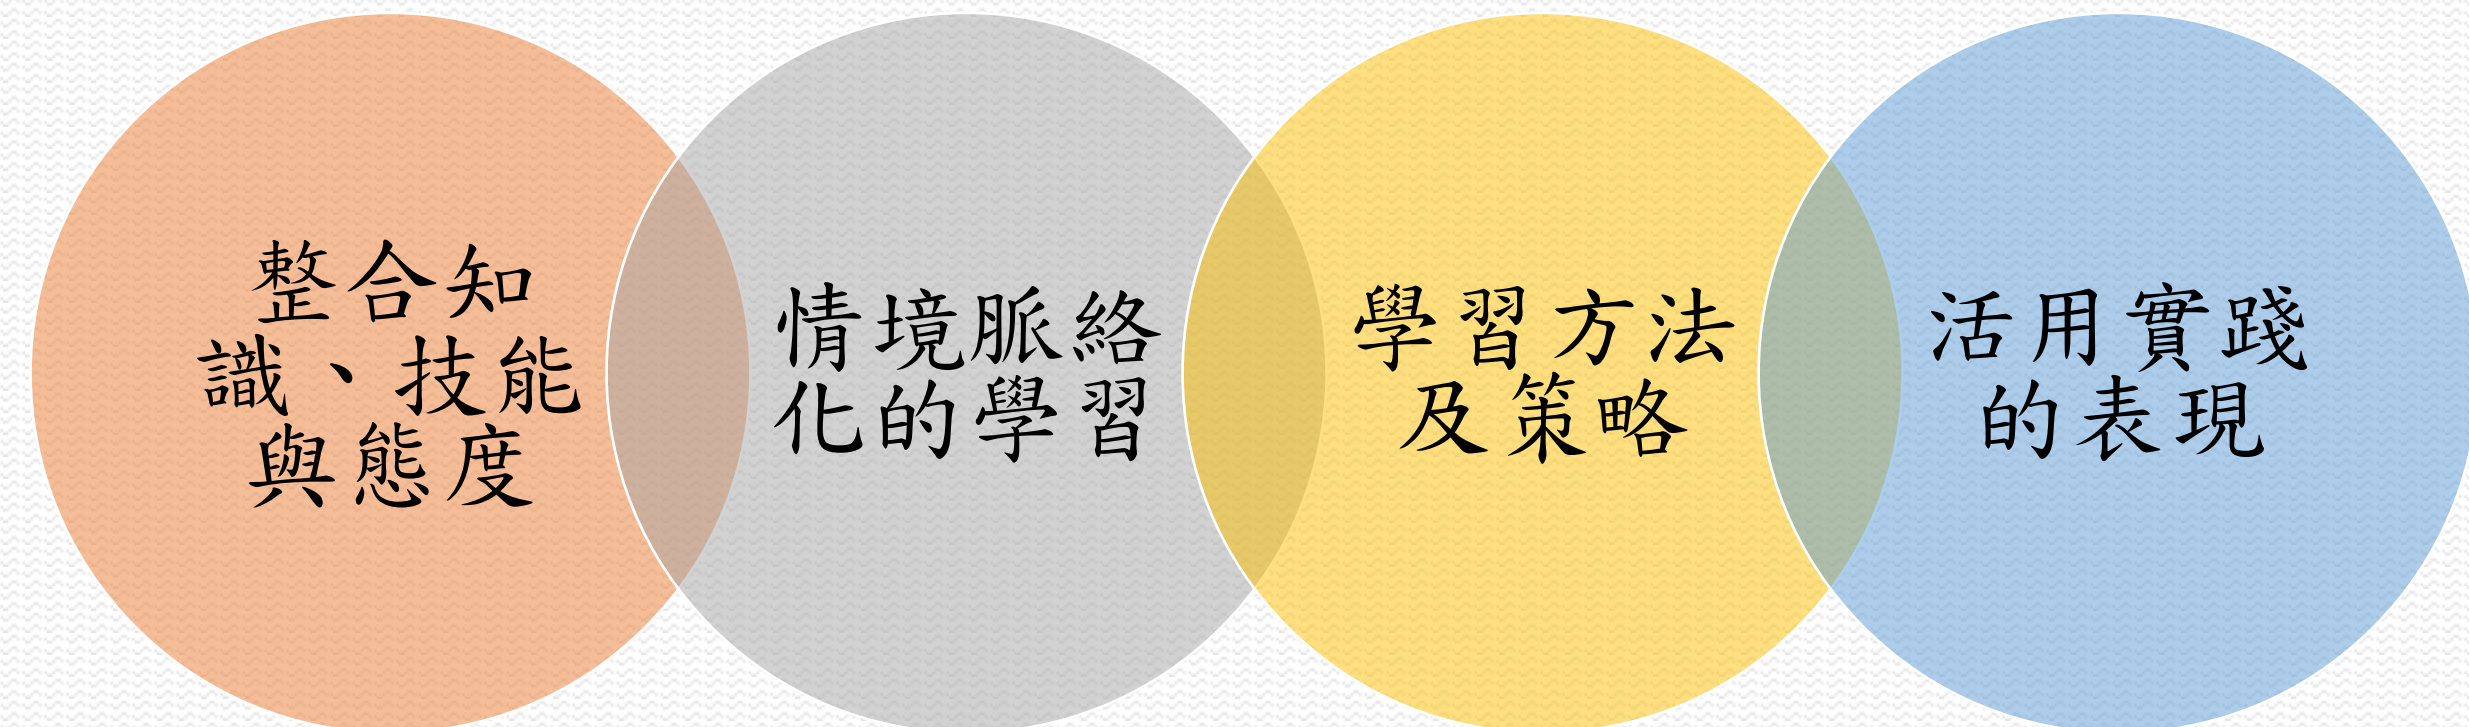 整合知
識、技能
與態度
情境脈絡
化的學習
學習方法
及策略
活用實踐
的表現